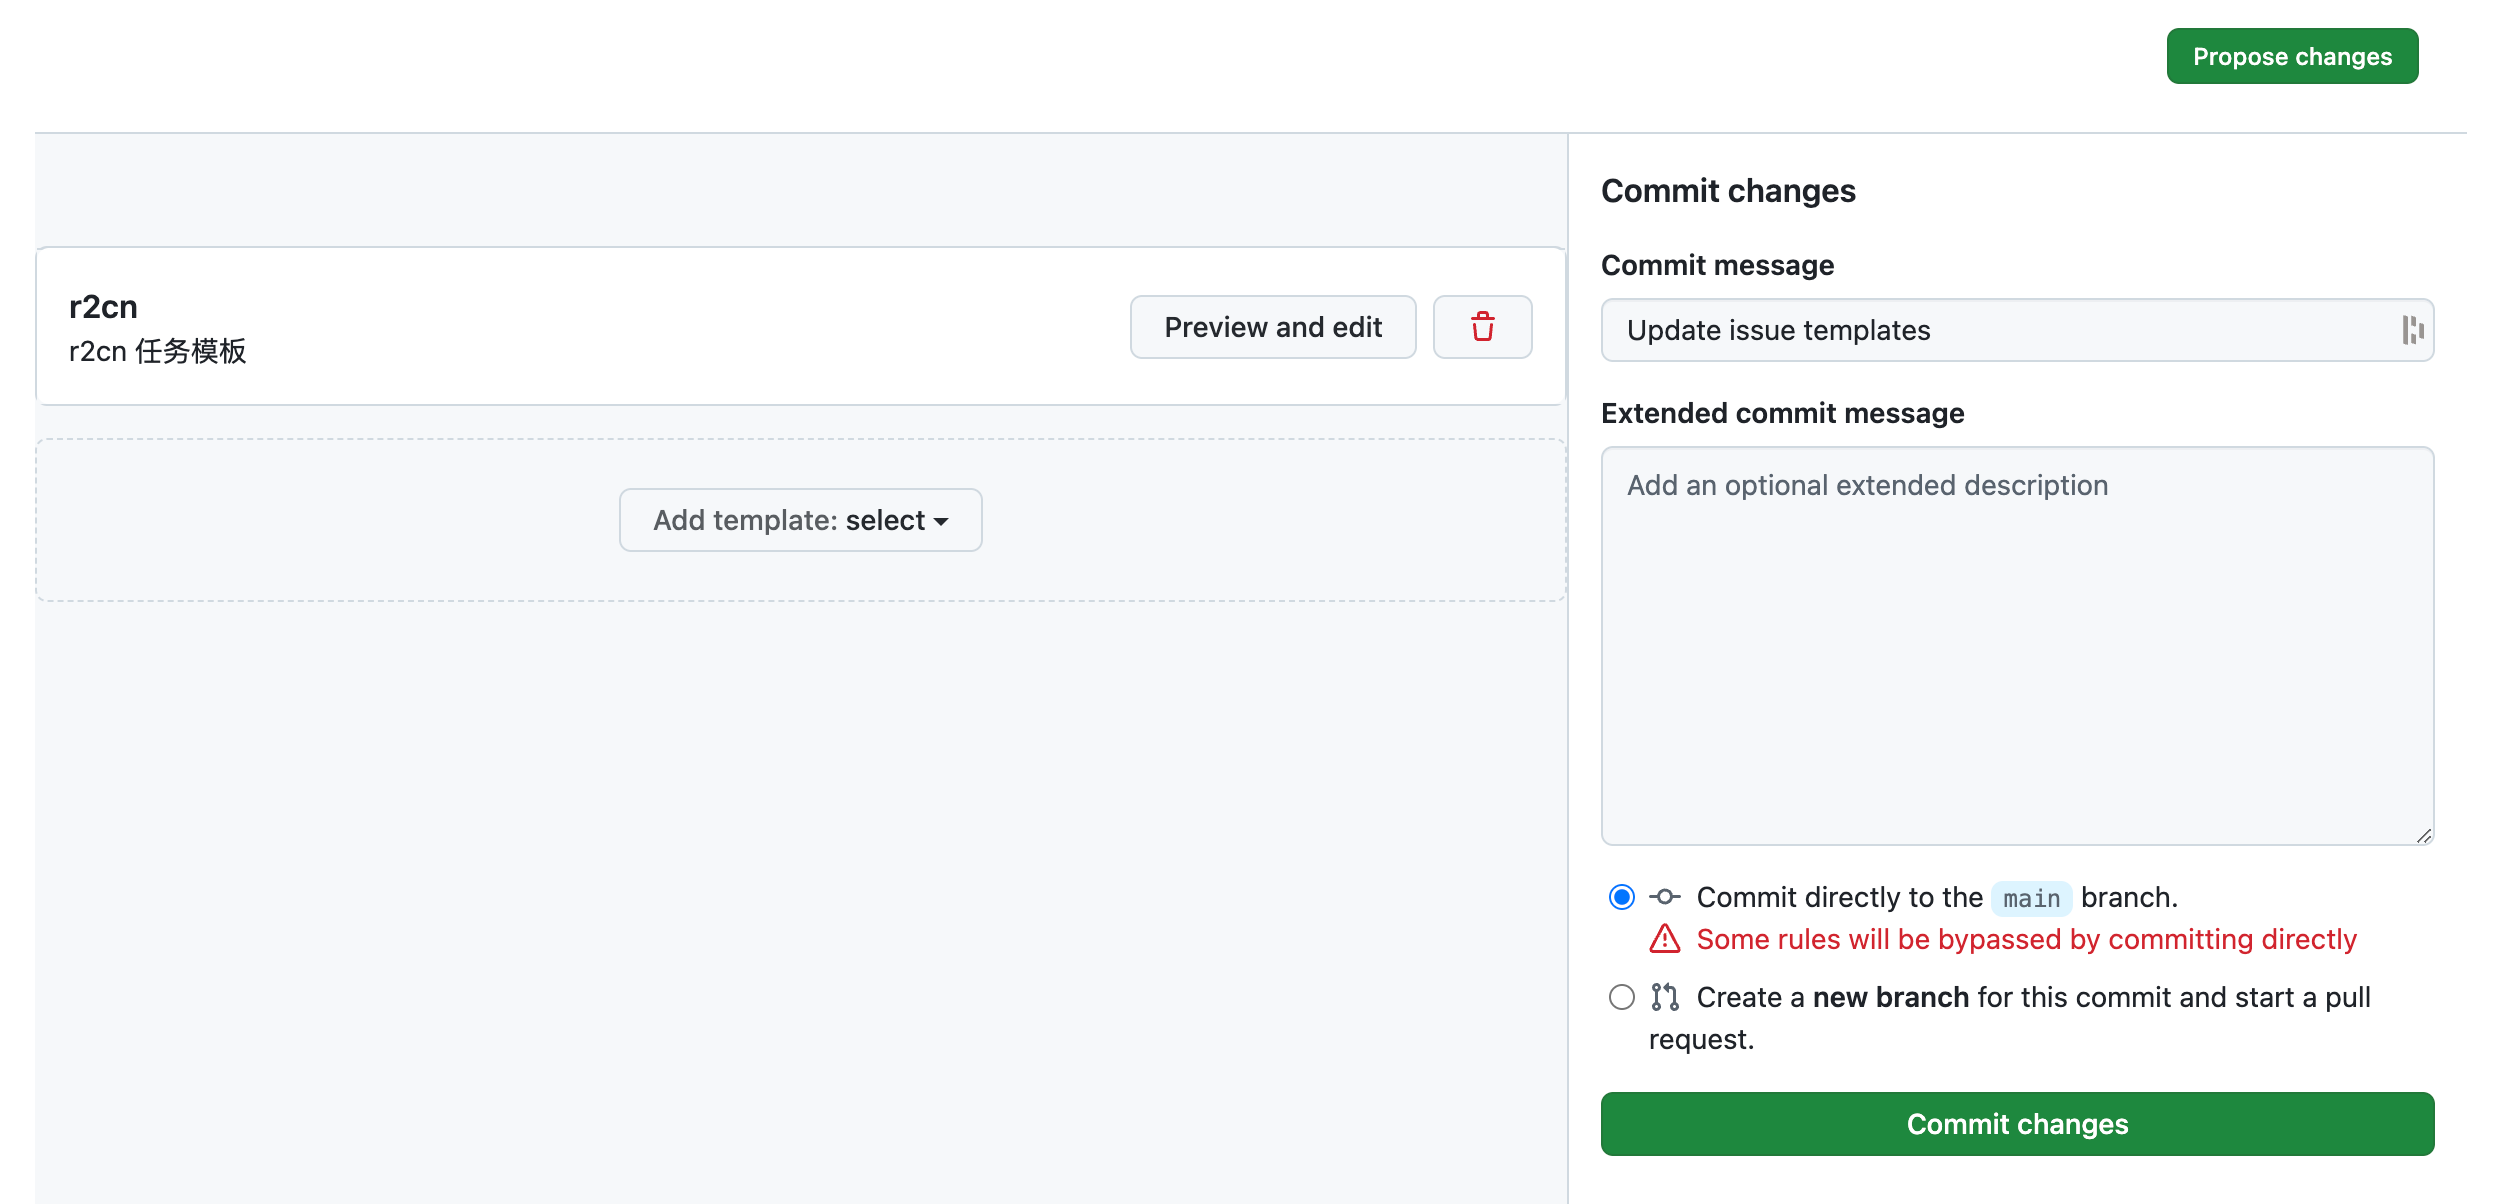 Propose changes
r2cn
r2cn 任务模板
Preview and edit
Add template: select
Commit changes
Commit message
Update issue templates
Extended commit message
Add an optional extended description
Commit directly to the main branch.
Some rules will be bypassed by committing directly
Create a new branch for this commit and start a pull
request.
Commit changes